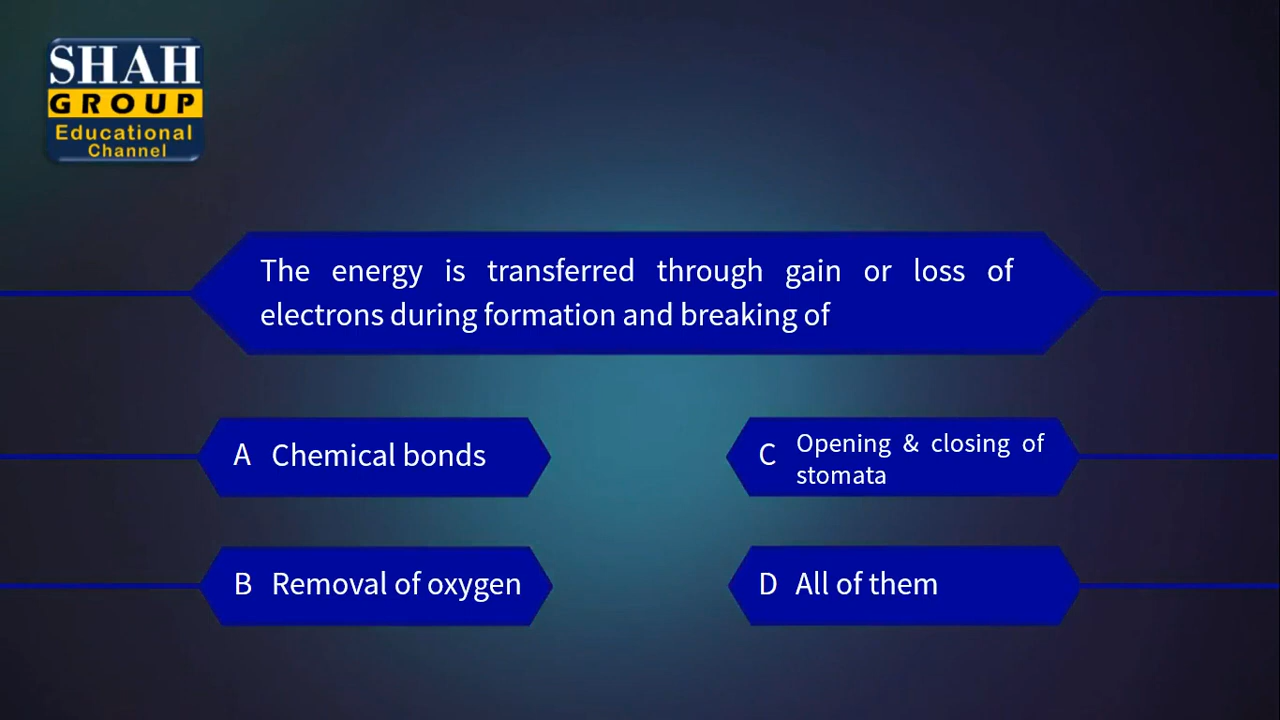 SHAH
GROUP
Educational
Channel
The energy is transferred through gain or loss of
electrons during formation and breaking of
A Chemical bonds
C Opening & closing of
stomata
B Removal of oxygen
D All of them